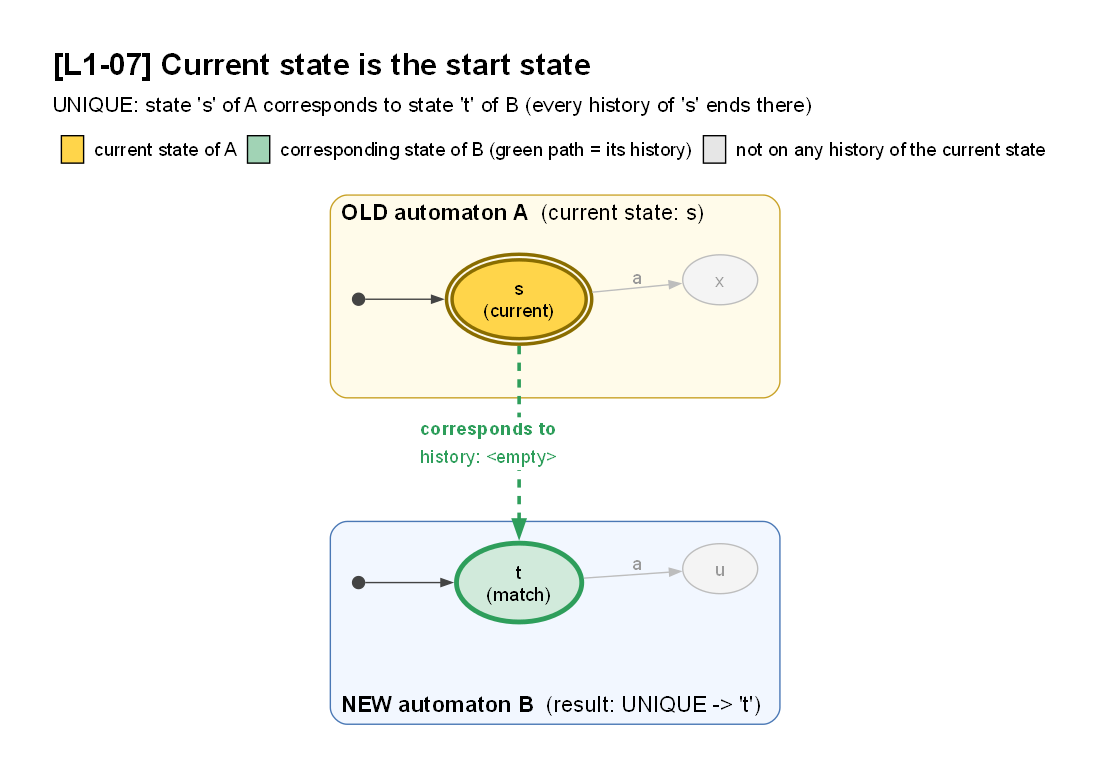 [L1-07] Current state is the start state
UNIQUE: state 's' of A corresponds to state 't' of B (every history of 's' ends there)
current state of A
corresponding state of B (green path = its history)
not on any history of the current state
OLD automaton A (current state: s)
s
(current)
a
x
corresponds to
history: <empty>
t
(match)
a
u
NEW automaton B (result: UNIQUE -> 't')